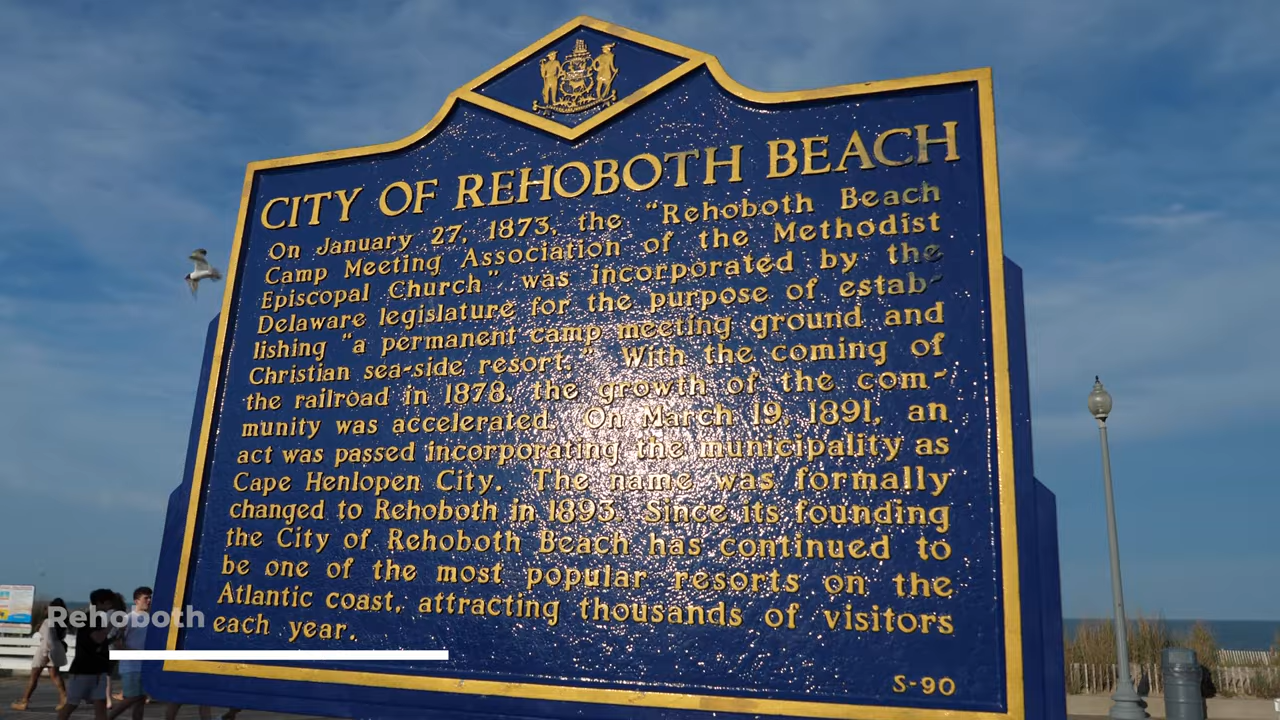 CITY OF REHOBOTH BEACH
On January 27, 1873, the "Rehoboth Beach
Camp Meeting Association of the Methodist
Episcopal Church" was incorporated by the
Delaware legislature for the purpose of estab-
lishing "a permanent camp meeting ground and
Christian sea-side resort." With the coming of
the railroad in 1878, the growth of the com-
munity was accelerated. On March 19, 1891, an
act was passed incorporating the municipality as
Cape Henlopen City. The name was formally
changed to Rehoboth in 1893. Since its founding
the City of Rehoboth Beach has continued to
be one of the most popular resorts on the
Atlantic coast, attracting thousands of visitors
each year.
S-90
Rehoboth